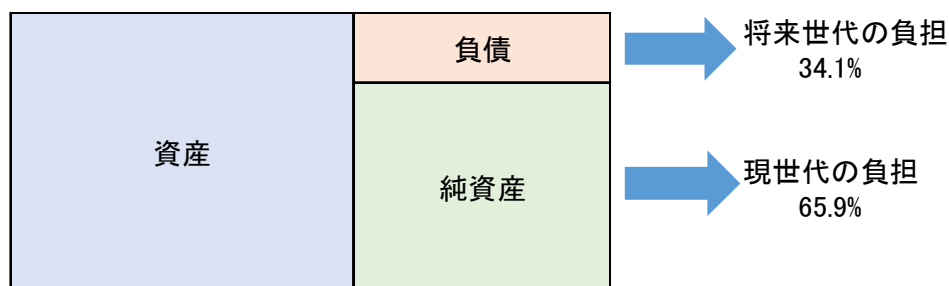 資産
負債
純資産
将来世代の負担
34.1%
現世代の負担
65.9%